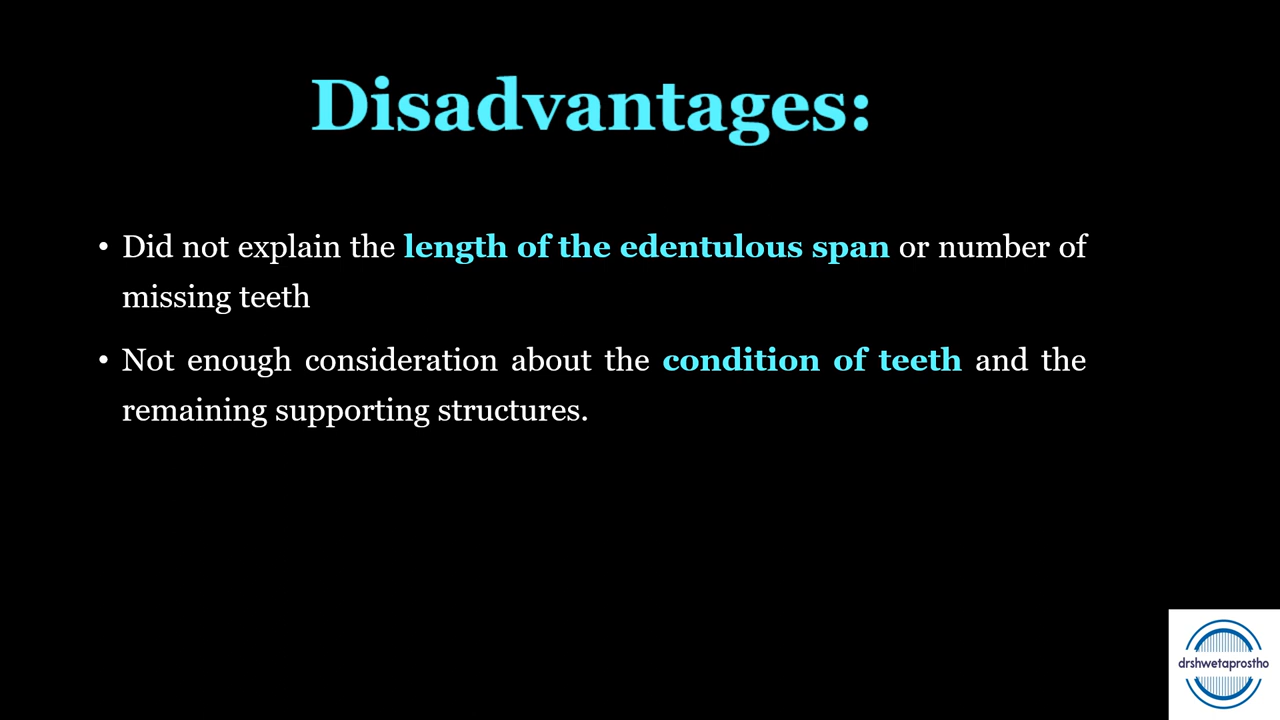 Disadvantages:
• Did not explain the length of the edentulous span or number of
missing teeth
• Not enough consideration about the condition of teeth and the
remaining supporting structures.
drshwetaprostho